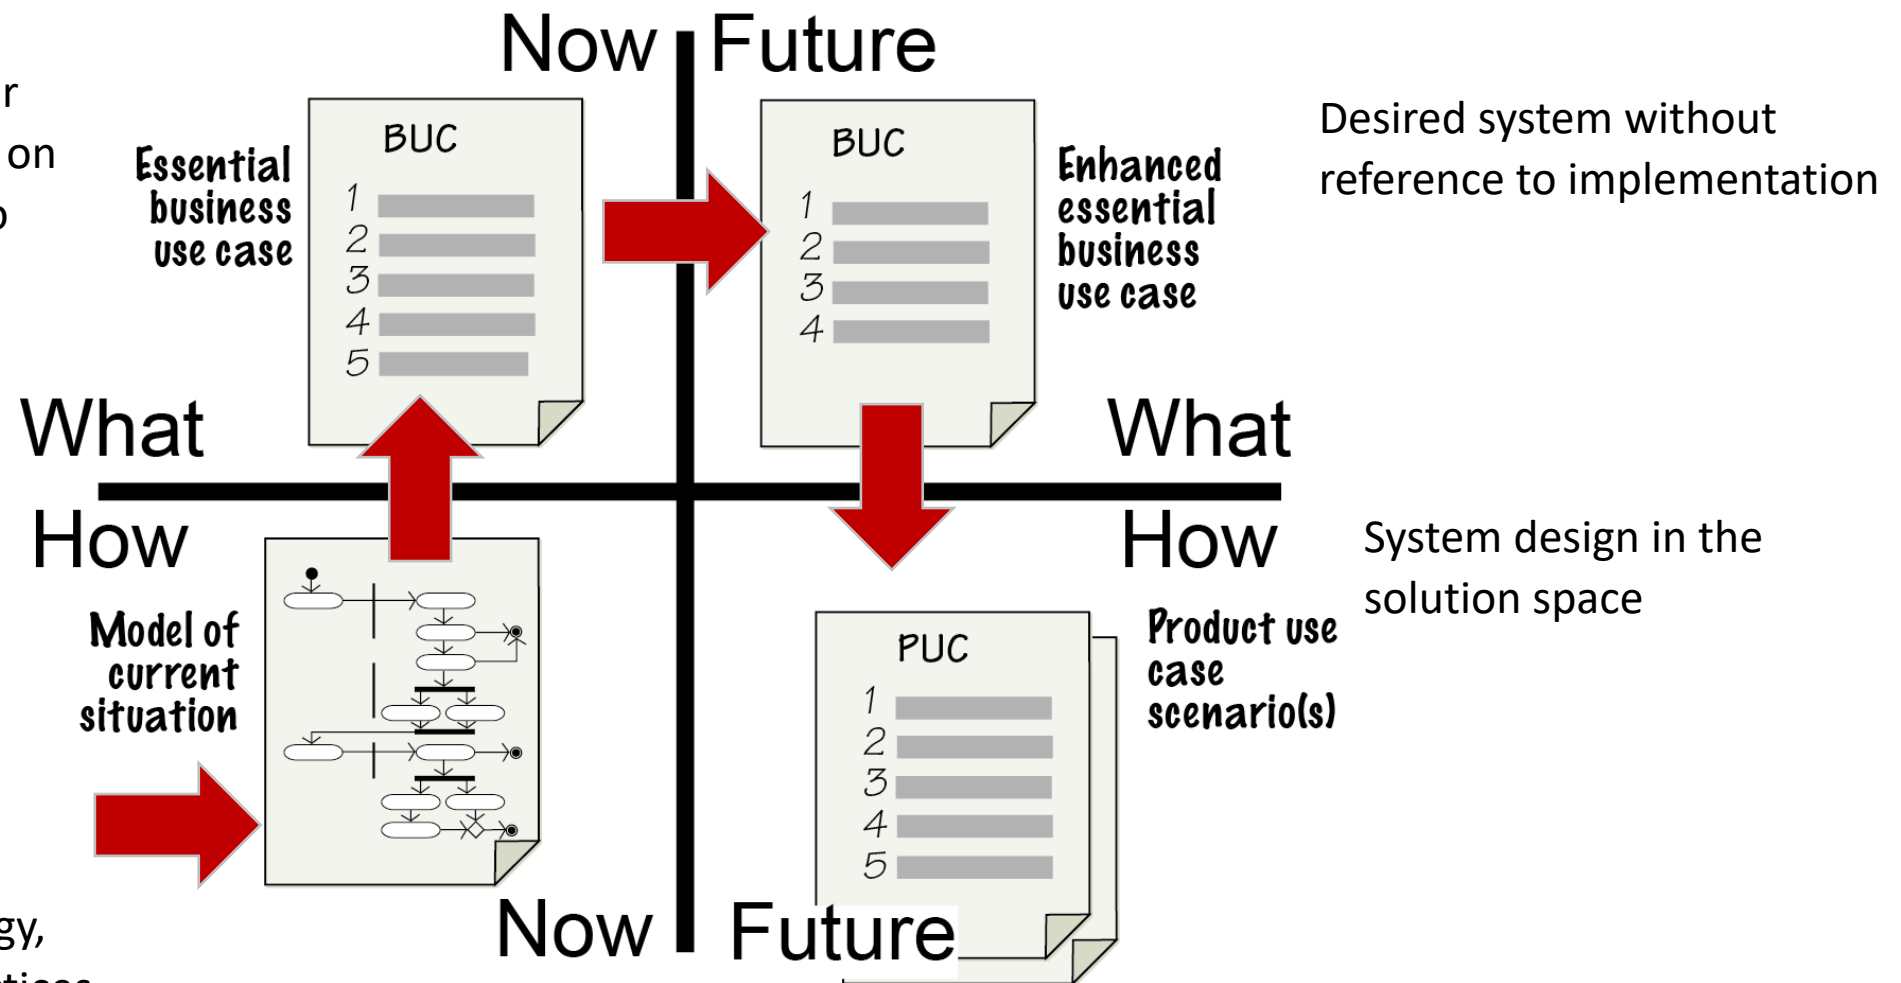 Now
Future
r
on
Essential
business
use case
BUC
1
2
3
4
5
BUC
1
2
3
4
Enhanced
essential
business
use case
Desired system without
reference to implementation
What
What
How
How
Model of
current
situation
PUC
1
2
3
4
5
Product use
case
scenario(s)
System design in the
solution space
Now
Future
gy,